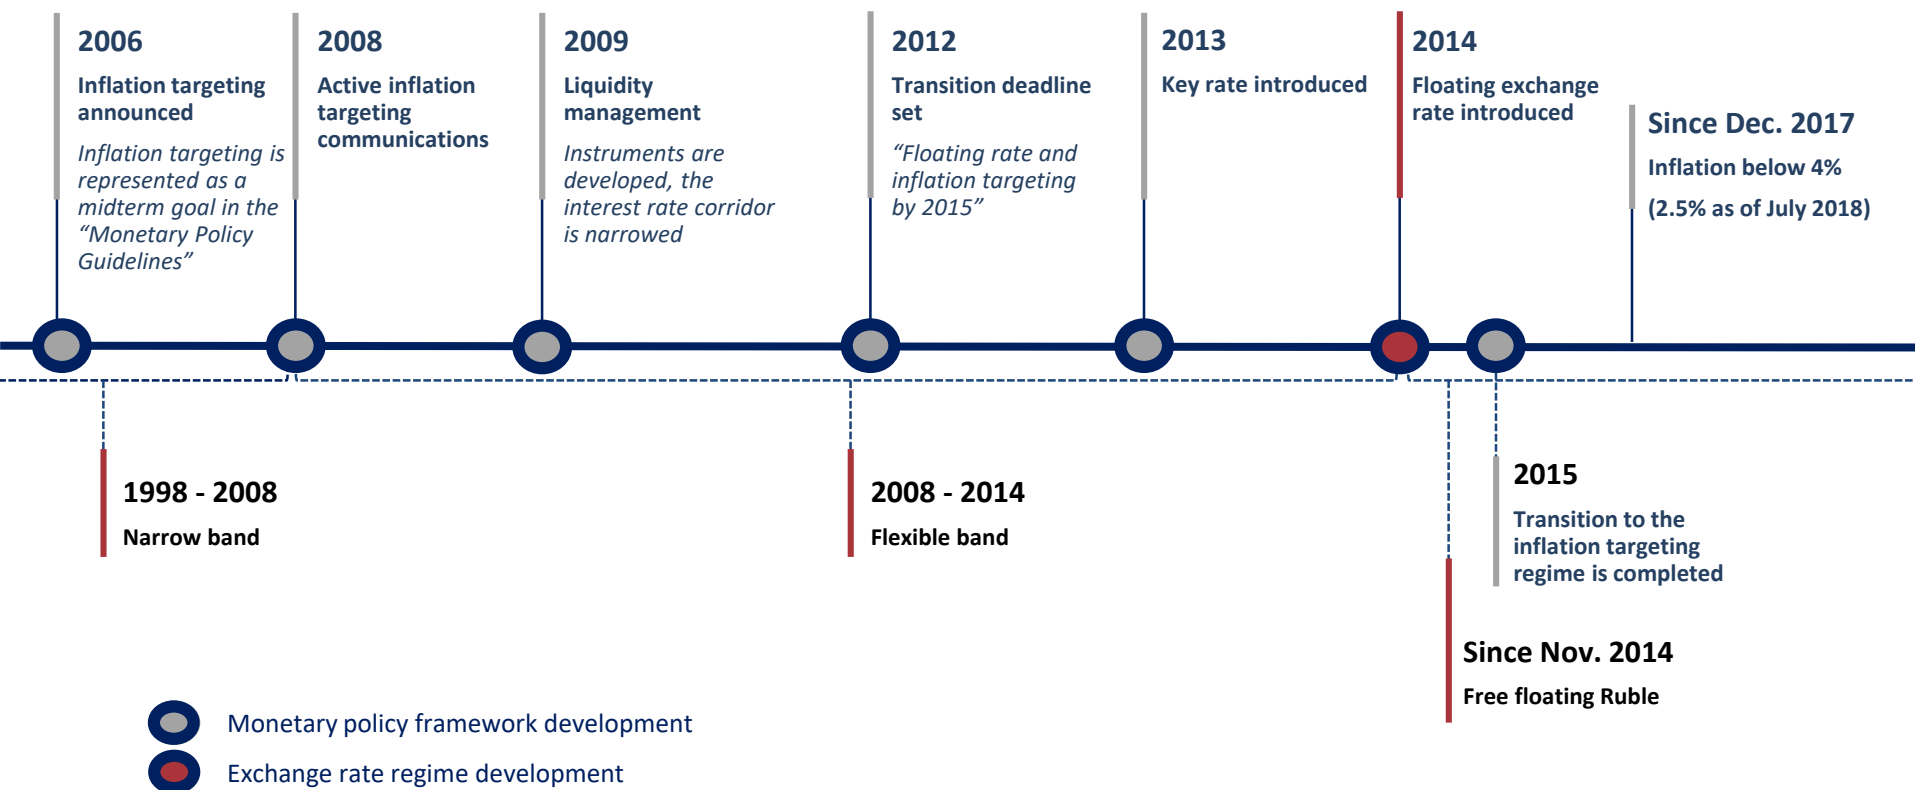 2006
Inflation targeting
announced
Inflation targeting is
represented as a
midterm goal in the
“Monetary Policy
Guidelines”
2008
Active inflation
targeting
communications
2009
Liquidity
management
Instruments are
developed, the
interest rate corridor
is narrowed
2012
Transition deadline
set
“Floating rate and
inflation targeting
by 2015”
2013
Key rate introduced
2014
Floating exchange
rate introduced
Since Dec. 2017
Inflation below 4%
(2.5% as of July 2018)
1998 - 2008
Narrow band
2008 - 2014
Flexible band
2015
Transition to the
inflation targeting
regime is completed
Since Nov. 2014
Free floating Ruble
Monetary policy framework development
Exchange rate regime development